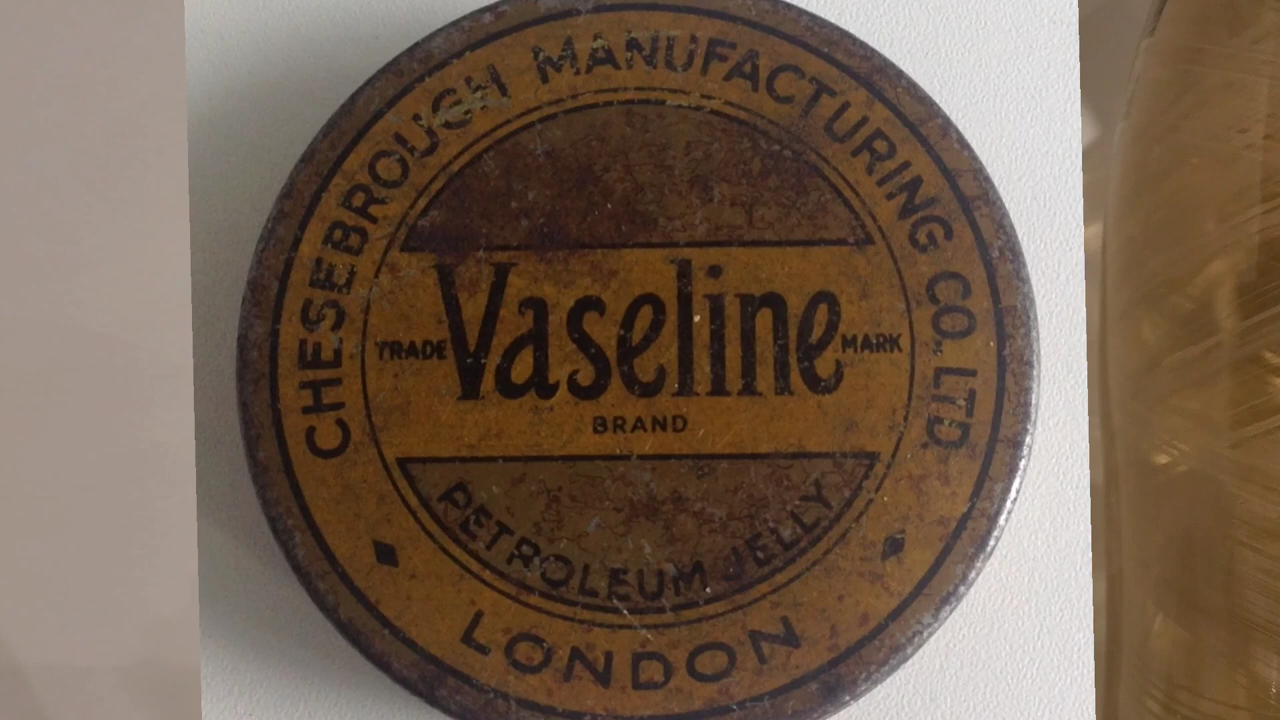 CHESEBROUGH MANUFACTURING CO., LTD.
TRADE Vaseline MARK
BRAND
PETROLEUM JELLY
LONDON